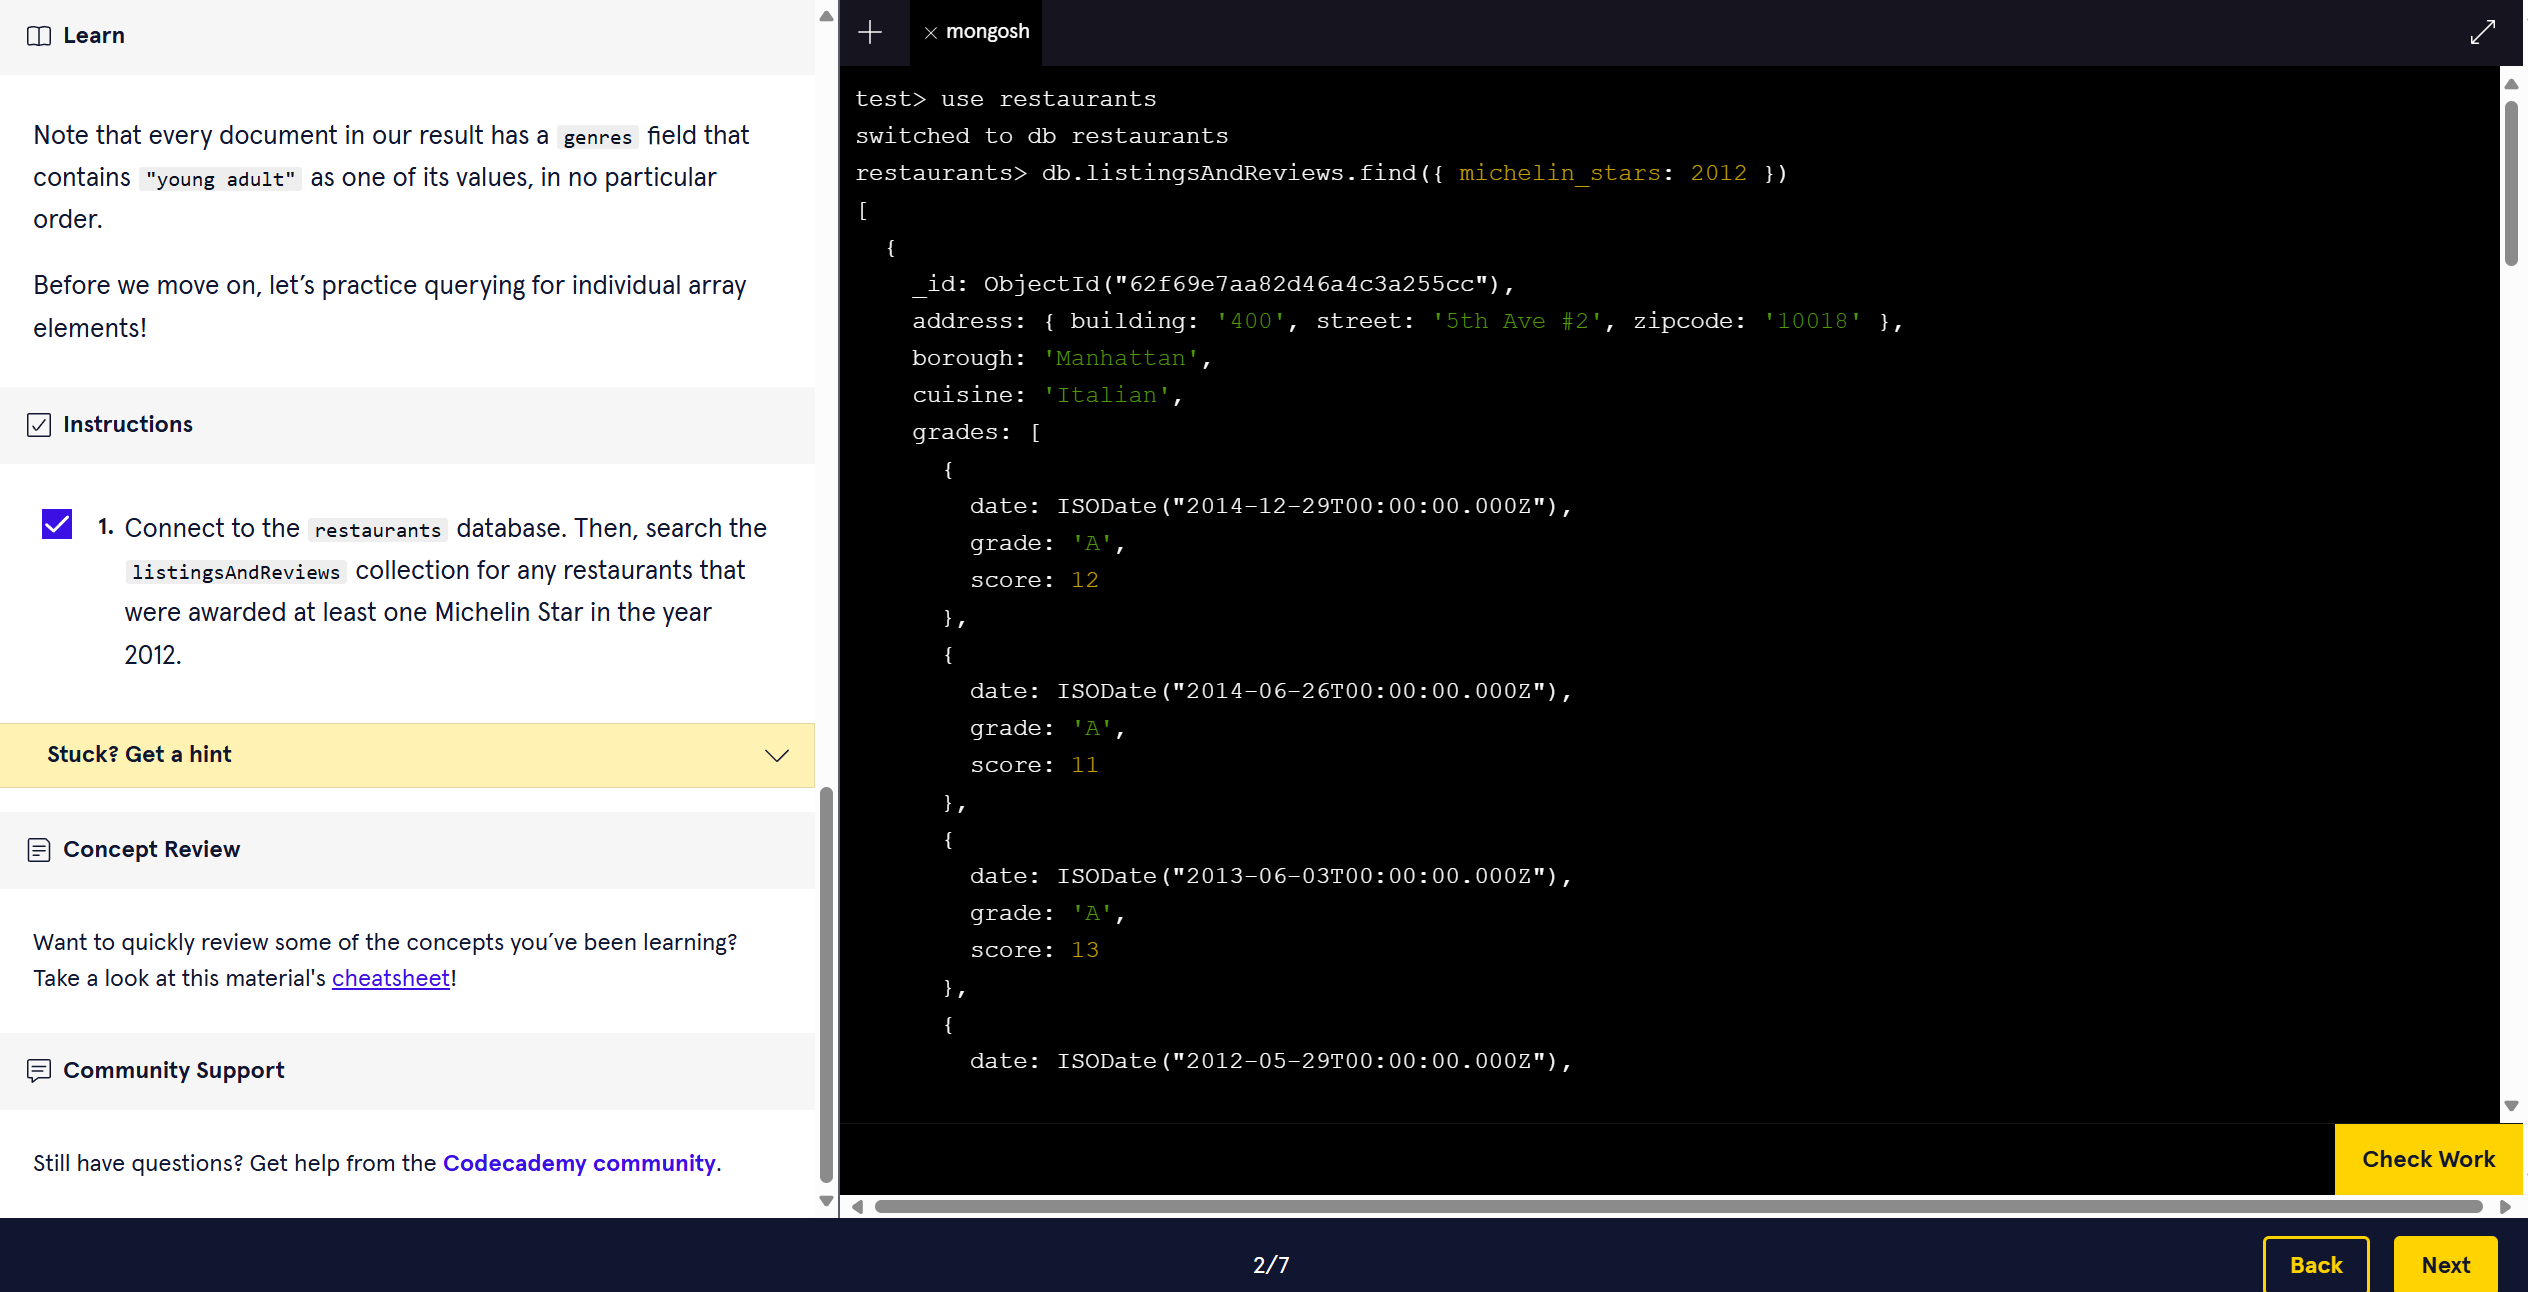 Learn
Note that every document in our result has a genres field that
contains "young adult" as one of its values, in no particular
order.
Before we move on, let’s practice querying for individual array
elements!
Instructions
1. Connect to the restaurants database. Then, search the
listingsAndReviews collection for any restaurants that
were awarded at least one Michelin Star in the year
2012.
Stuck? Get a hint
Concept Review
Want to quickly review some of the concepts you’ve been learning?
Take a look at this material's cheatsheet!
Community Support
Still have questions? Get help from the Codecademy community.
mongosh
test> use restaurants
switched to db restaurants
restaurants> db.listingsAndReviews.find({ michelin_stars: 2012 })
[
{
_id: ObjectId("62f69e7aa82d46a4c3a255cc"),
address: { building: '400', street: '5th Ave #2', zipcode: '10018' },
borough: 'Manhattan',
cuisine: 'Italian',
grades: [
{
date: ISODate("2014-12-29T00:00:00.000Z"),
grade: 'A',
score: 12
},
{
date: ISODate("2014-06-26T00:00:00.000Z"),
grade: 'A',
score: 11
},
{
date: ISODate("2013-06-03T00:00:00.000Z"),
grade: 'A',
score: 13
},
{
date: ISODate("2012-05-29T00:00:00.000Z"),
Check Work
2/7
Back
Next